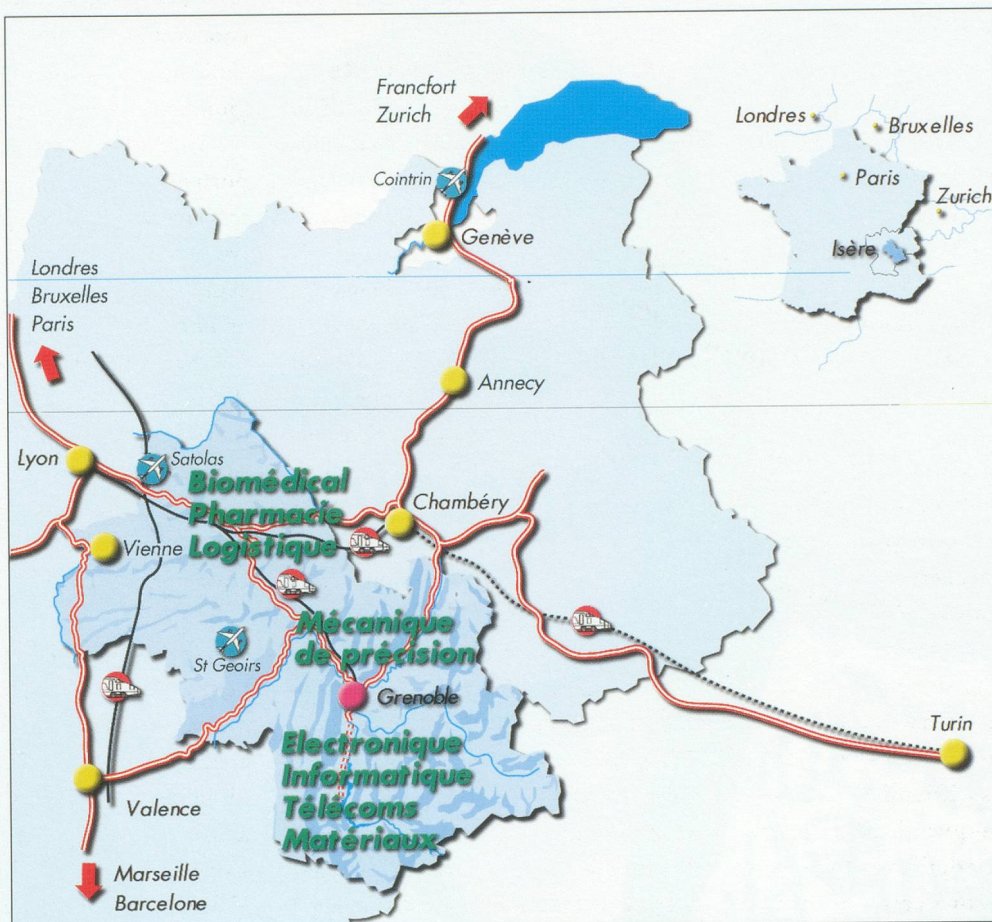 Francfort
Zurich
Cointrin
Genève
Londres
Bruxelles
Paris
Zurich
Isère
Londres
Bruxelles
Paris
Annecy
Lyon
Satolas
Biomédical
Pharmacie
Logistique
Chambéry
Vienne
Mécanique
de précision
St Geoirs
Grenoble
Electronique
Informatique
Télécoms
Matériaux
Turin
Valence
Marseille
Barcelone